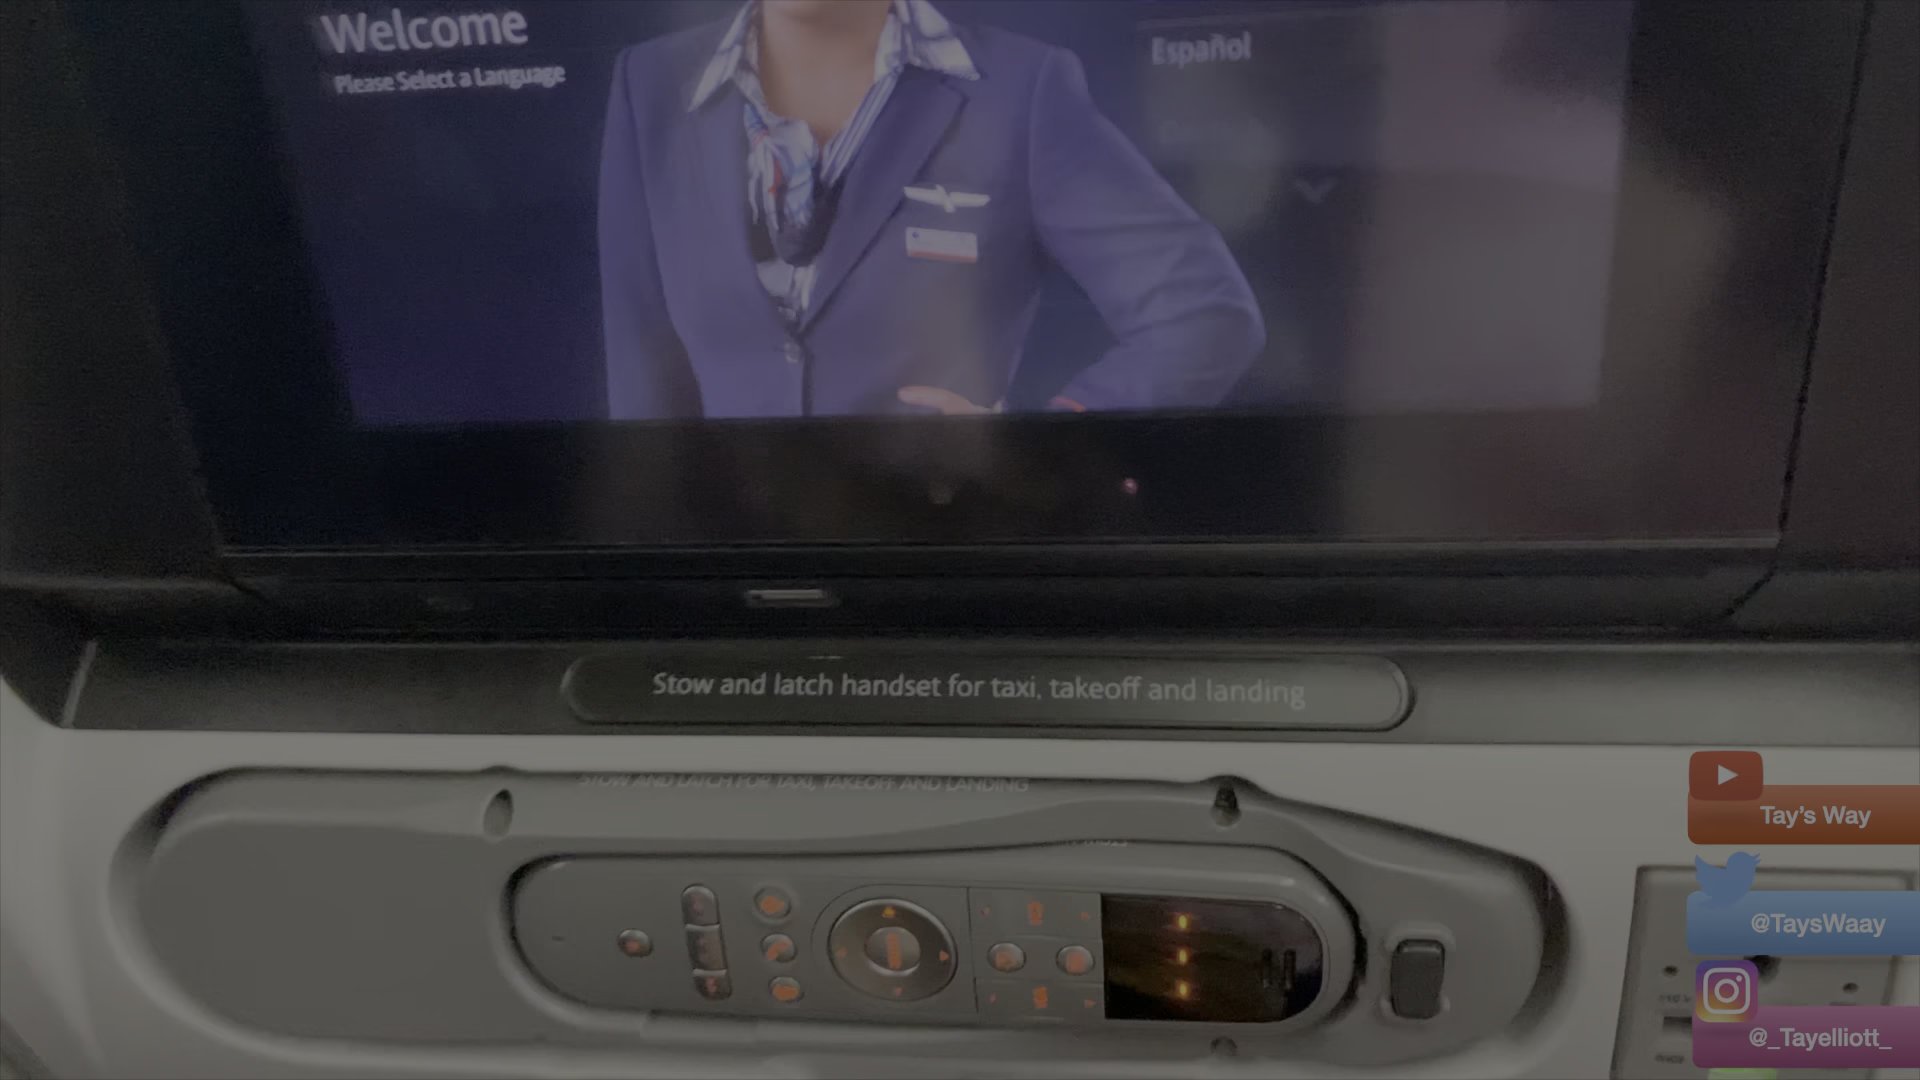 Welcome
Please Select a Language
Español
Stow and latch handset for taxi, takeoff and landing
STOW AND LATCH FOR TAXI, TAKEOFF AND LANDING
Tay's Way
@TaysWaay
@_Tayelliott_